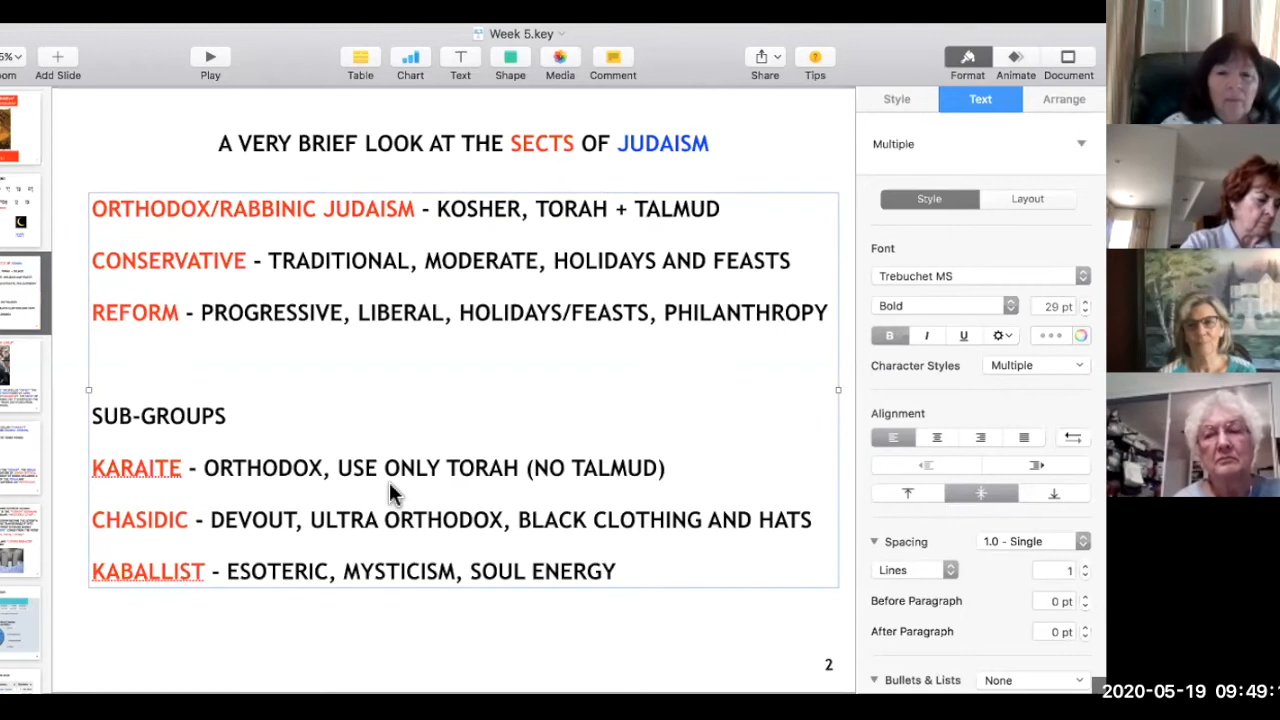 Week 5.key
5%
oom
Add Slide
Play
Table
Chart
Text
Shape
Media
Comment
Share
Tips
Format
Animate
Document
Style
Text
Arrange
A VERY BRIEF LOOK AT THE SECTS OF JUDAISM
ORTHODOX/RABBINIC JUDAISM - KOSHER, TORAH + TALMUD
CONSERVATIVE - TRADITIONAL, MODERATE, HOLIDAYS AND FEASTS
REFORM - PROGRESSIVE, LIBERAL, HOLIDAYS/FEASTS, PHILANTHROPY
SUB-GROUPS
KARAITE - ORTHODOX, USE ONLY TORAH (NO TALMUD)
CHASIDIC - DEVOUT, ULTRA ORTHODOX, BLACK CLOTHING AND HATS
KABALLIST - ESOTERIC, MYSTICISM, SOUL ENERGY
2
Multiple
Style
Layout
Font
Trebuchet MS
Bold
29 pt
B
I
U
Character Styles
Multiple
Alignment
Spacing
1.0 - Single
Lines
1
Before Paragraph
0 pt
After Paragraph
0 pt
Bullets & Lists
None
2020-05-19 09:49:1